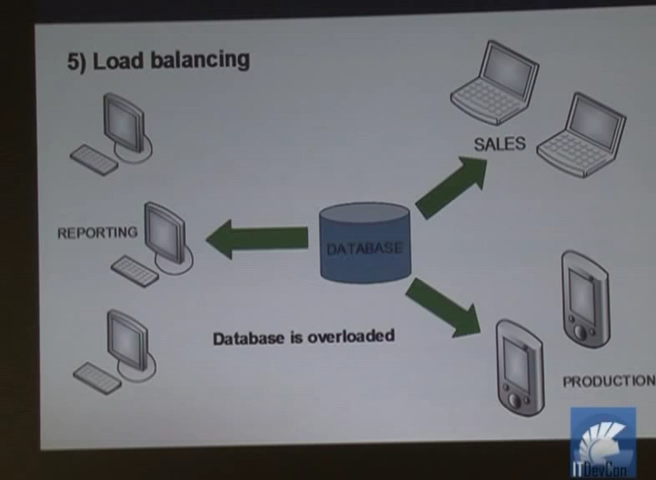 5) Load balancing
SALES
REPORTING
DATABASE
Database is overloaded
PRODUCTION
ITDevCon